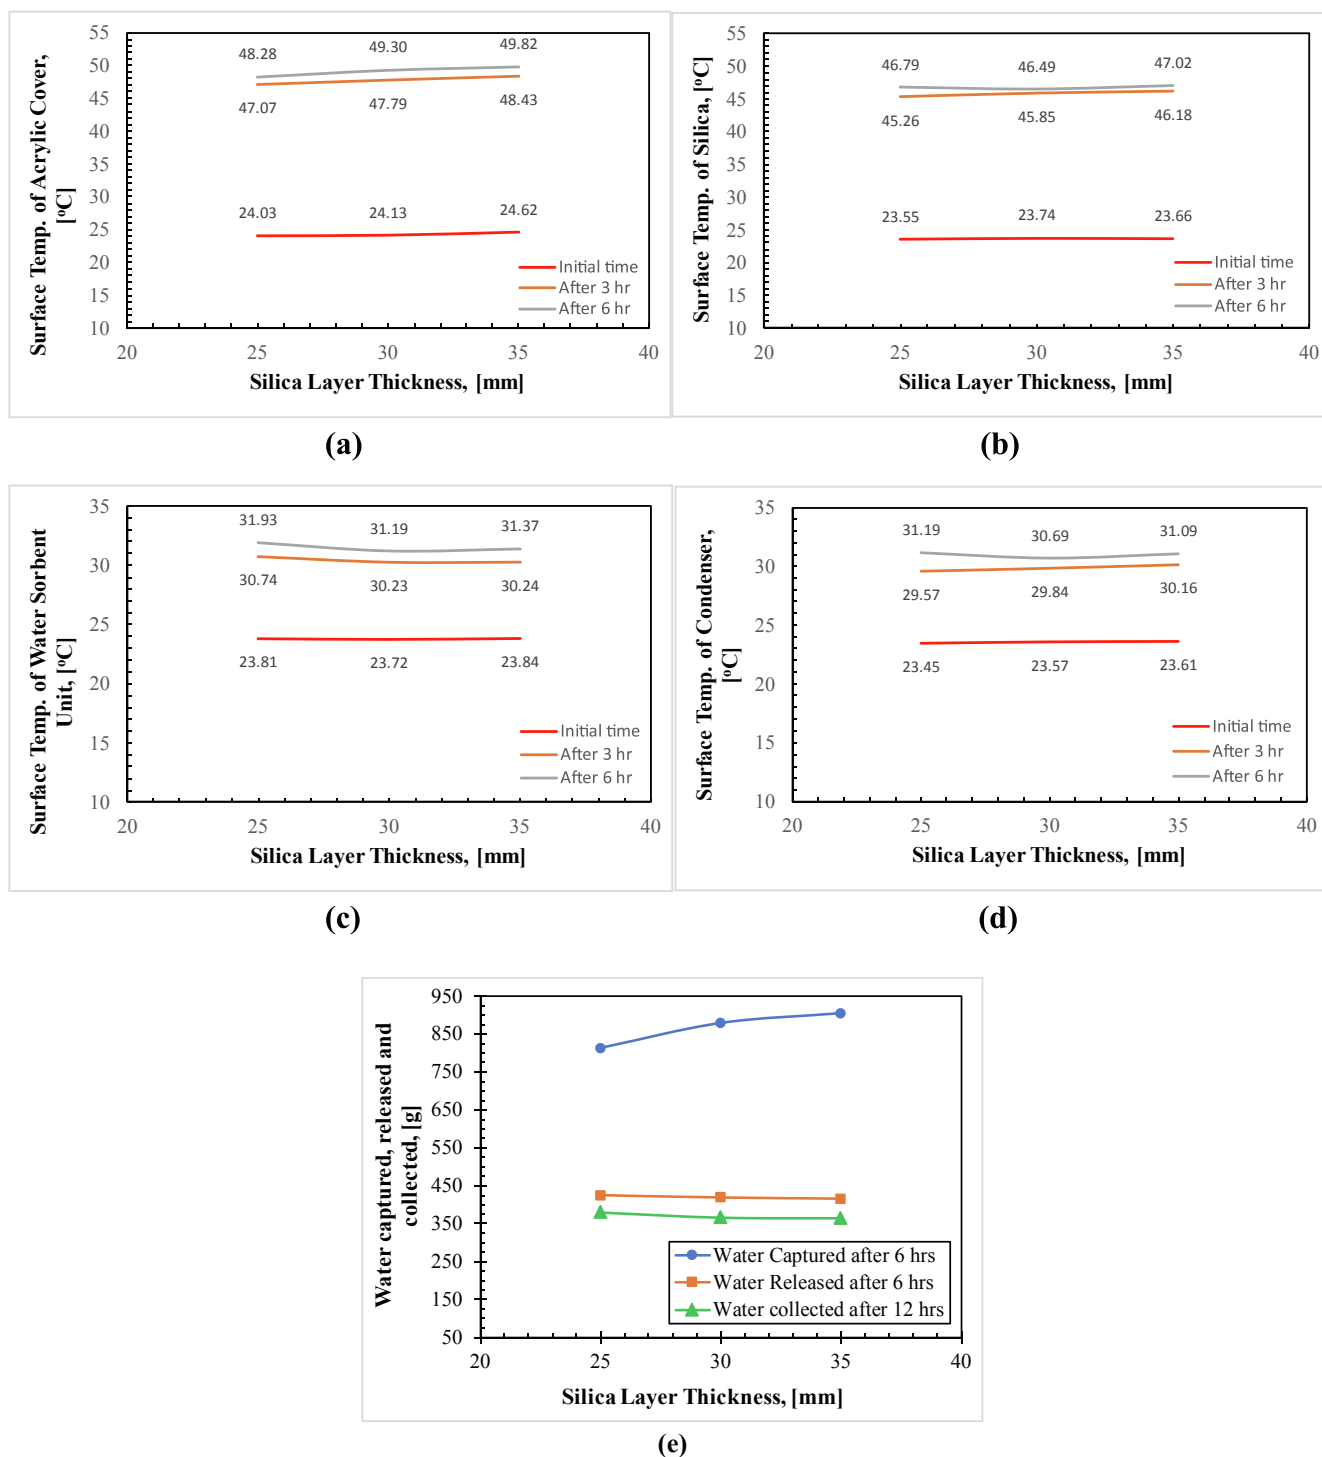 55
50
45
40
35
30
25
20
15
10
Surface Temp. of Acrylic Cover,
[ºC]
48.28 49.30 49.82
47.07 47.79 48.43
24.03 24.13 24.62
Initial time
After 3 hr
After 6 hr
20 25 30 35 40
Silica Layer Thickness, [mm]
(a)
55
50
45
40
35
30
25
20
15
10
Surface Temp. of Silica, [ºC]
46.79 46.49 47.02
45.26 45.85 46.18
23.55 23.74 23.66
Initial time
After 3 hr
After 6 hr
20 25 30 35 40
Silica Layer Thickness, [mm]
(b)
35
30
25
20
15
10
Surface Temp. of Water Sorbent
Unit, [ºC]
31.93 31.19 31.37
30.74 30.23 30.24
23.81 23.72 23.84
Initial time
After 3 hr
After 6 hr
20 25 30 35 40
Silica Layer Thickness, [mm]
(c)
35
30
25
20
15
10
Surface Temp. of Condenser,
[ºC]
31.19 30.69 31.09
29.57 29.84 30.16
23.45 23.57 23.61
Initial time
After 3 hr
After 6 hr
20 25 30 35 40
Silica Layer Thickness, [mm]
(d)
950
850
750
650
550
450
350
250
150
50
Water captured, released and
collected, [g]
Water Captured after 6 hrs
Water Released after 6 hrs
Water collected after 12 hrs
20 25 30 35 40
Silica Layer Thickness, [mm]
(e)